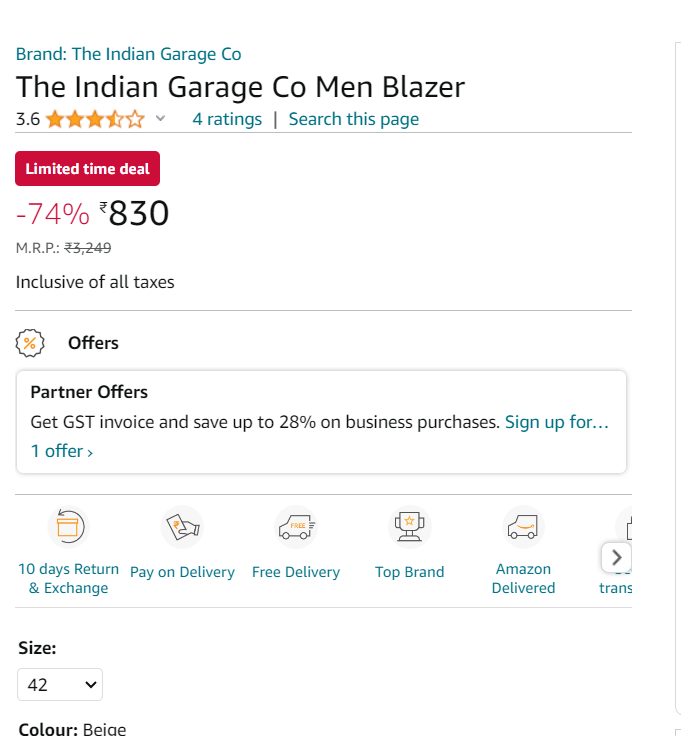 Brand: The Indian Garage Co
The Indian Garage Co Men Blazer
3.6 4 ratings | Search this page
Limited time deal
-74% ₹830
M.R.P.: ₹3,249
Inclusive of all taxes
% Offers
Partner Offers
Get GST invoice and save up to 28% on business purchases. Sign up for...
1 offer ›
FREE
10 days Return & Exchange
Pay on Delivery
Free Delivery
Top Brand
Amazon Delivered
trans
Size:
42
Colour: Beige